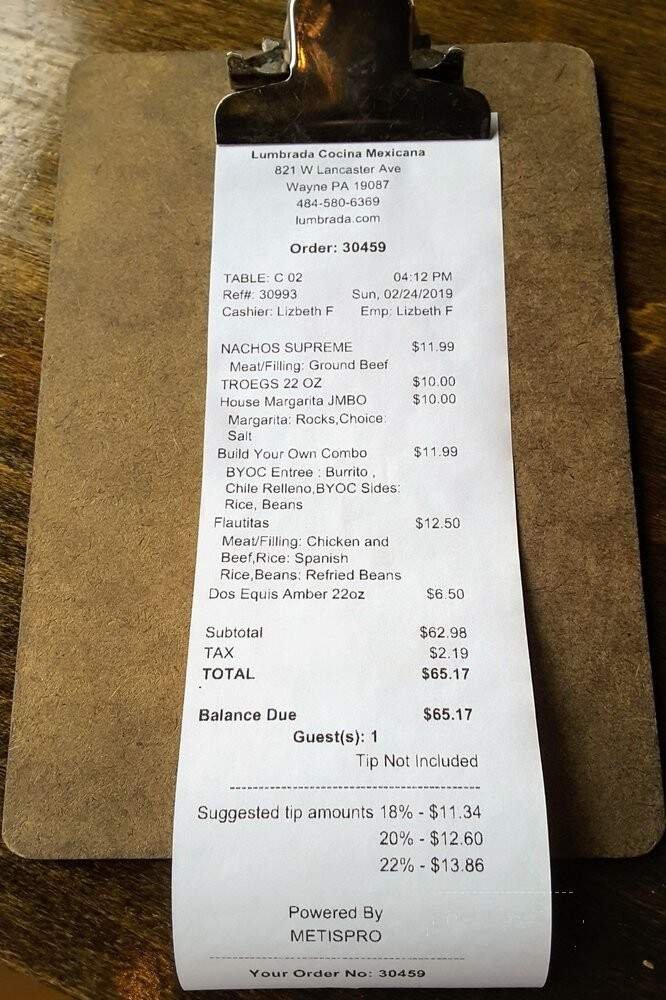 Lumbrada Cocina Mexicana
821 W Lancaster Ave
Wayne PA 19087
484-580-6369
lumbrada.com
Order: 30459
TABLE: C 02 04:12 PM
Ref#: 30993 Sun, 02/24/2019
Cashier: Lizbeth F Emp: Lizbeth F
NACHOS SUPREME $11.99
Meat/Filling: Ground Beef
TROEGS 22 OZ $10.00
House Margarita JMBO $10.00
Margarita: Rocks,Choice:
Salt
Build Your Own Combo $11.99
BYOC Entree : Burrito ,
Chile Relleno,BYOC Sides:
Rice, Beans
Flautitas $12.50
Meat/Filling: Chicken and
Beef,Rice: Spanish
Rice,Beans: Refried Beans
Dos Equis Amber 22oz $6.50
Subtotal $62.98
TAX $2.19
TOTAL $65.17
Balance Due $65.17
Guest(s): 1
Tip Not Included
Suggested tip amounts 18% - $11.34
20% - $12.60
22% - $13.86
Powered By
METISPRO
Your Order No: 30459